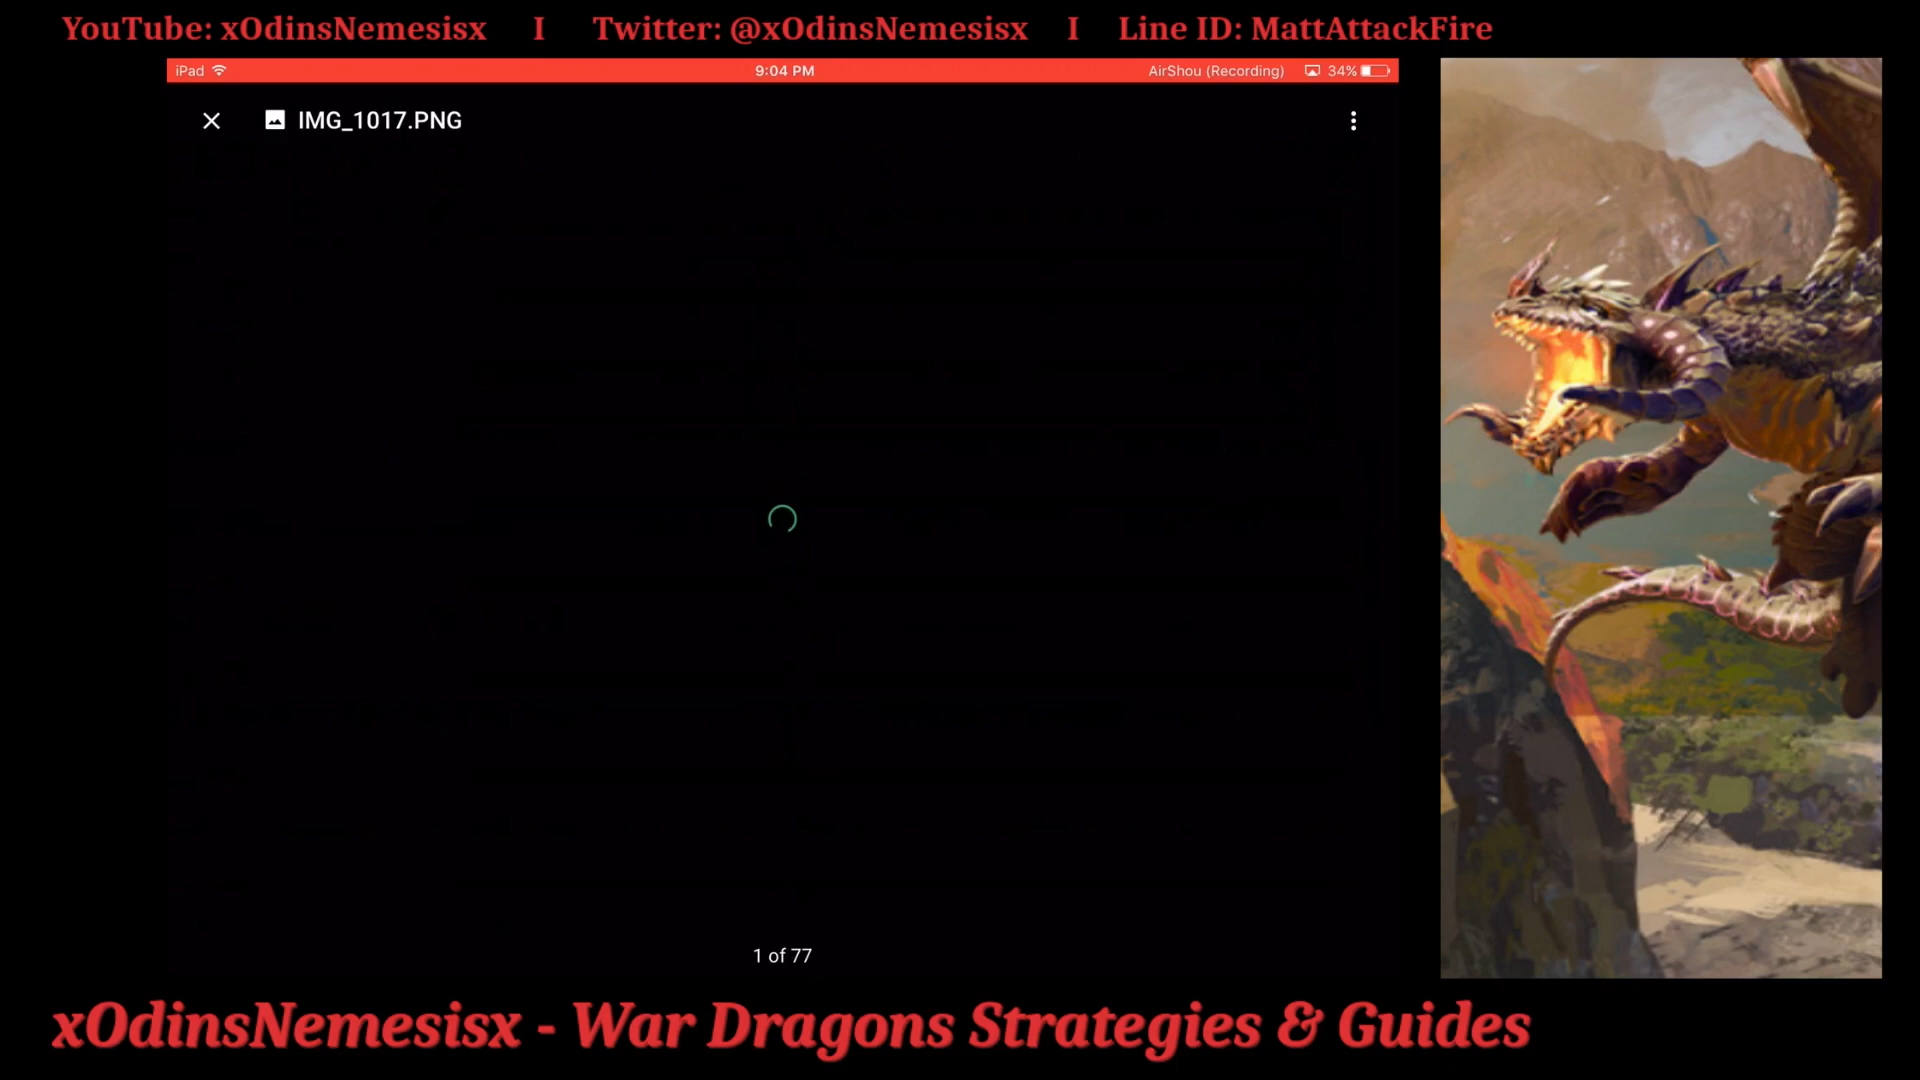 YouTube: xOdinsNemesisx I Twitter: @xOdinsNemesisx I Line ID: MattAttackFire
iPad 9:04 PM AirShou (Recording) 34%
IMG_1017.PNG
1 of 77
xOdinsNemesisx - War Dragons Strategies & Guides